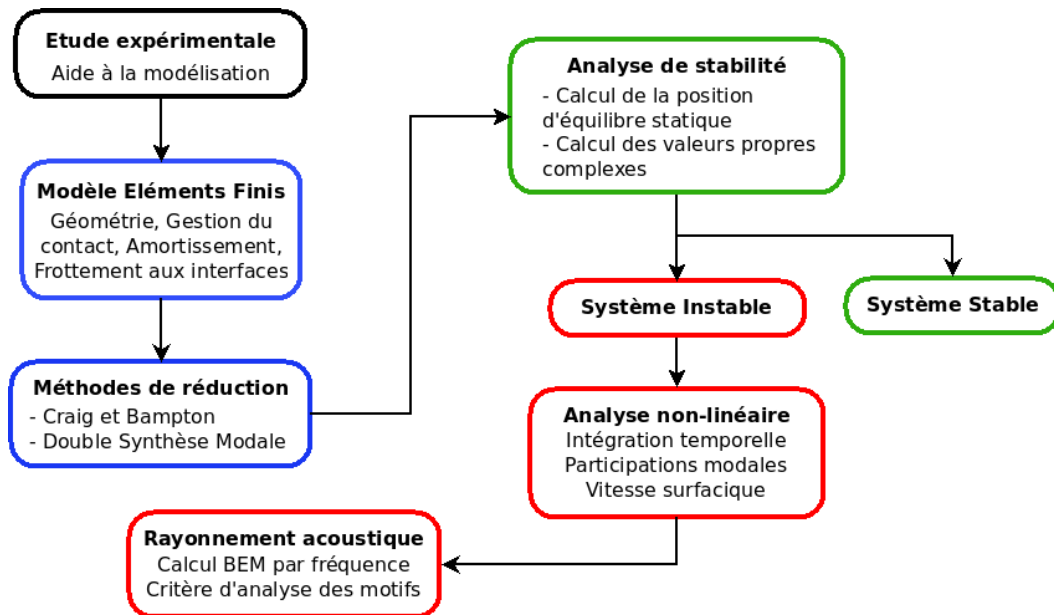 Etude expérimentale
Aide à la modélisation
Modèle Eléments Finis
Géométrie, Gestion du
contact, Amortissement,
Frottement aux interfaces
Méthodes de réduction
- Craig et Bampton
- Double Synthèse Modale
Analyse de stabilité
- Calcul de la position
d'équilibre statique
- Calcul des valeurs propres
complexes
Système Instable
Système Stable
Analyse non-linéaire
Intégration temporelle
Participations modales
Vitesse surfacique
Rayonnement acoustique
Calcul BEM par fréquence
Critère d'analyse des motifs